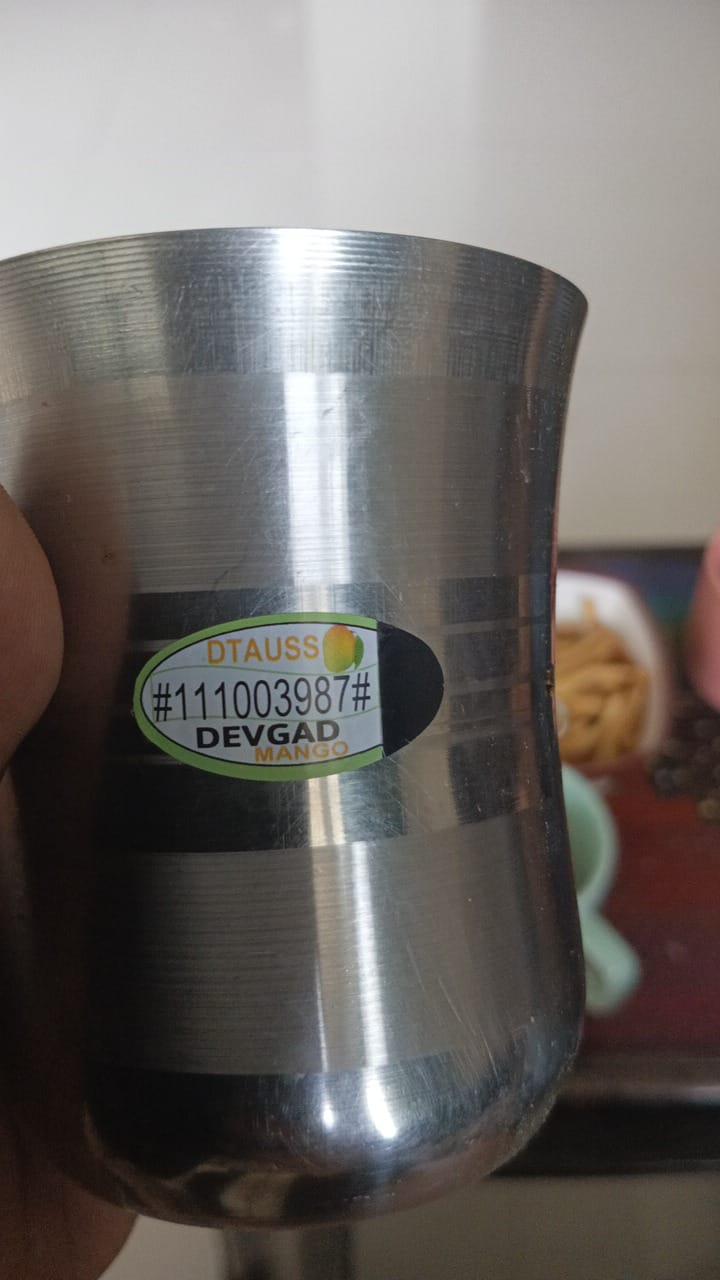 DTAUSS
#111003987#
DEVGAD
MANGO